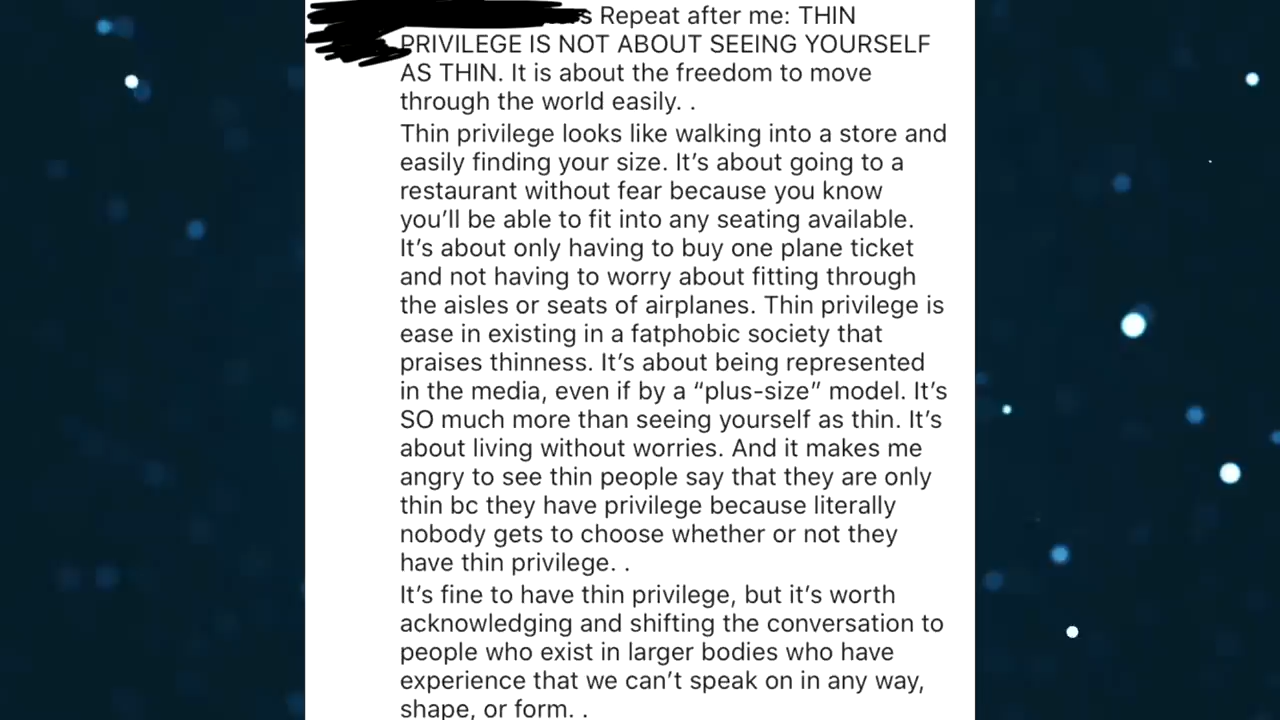 s Repeat after me: THIN
PRIVILEGE IS NOT ABOUT SEEING YOURSELF
AS THIN. It is about the freedom to move
through the world easily. .
Thin privilege looks like walking into a store and
easily finding your size. It’s about going to a
restaurant without fear because you know
you’ll be able to fit into any seating available.
It’s about only having to buy one plane ticket
and not having to worry about fitting through
the aisles or seats of airplanes. Thin privilege is
ease in existing in a fatphobic society that
praises thinness. It’s about being represented
in the media, even if by a “plus-size” model. It’s
SO much more than seeing yourself as thin. It’s
about living without worries. And it makes me
angry to see thin people say that they are only
thin bc they have privilege because literally
nobody gets to choose whether or not they
have thin privilege. .
It’s fine to have thin privilege, but it’s worth
acknowledging and shifting the conversation to
people who exist in larger bodies who have
experience that we can’t speak on in any way,
shape, or form. .